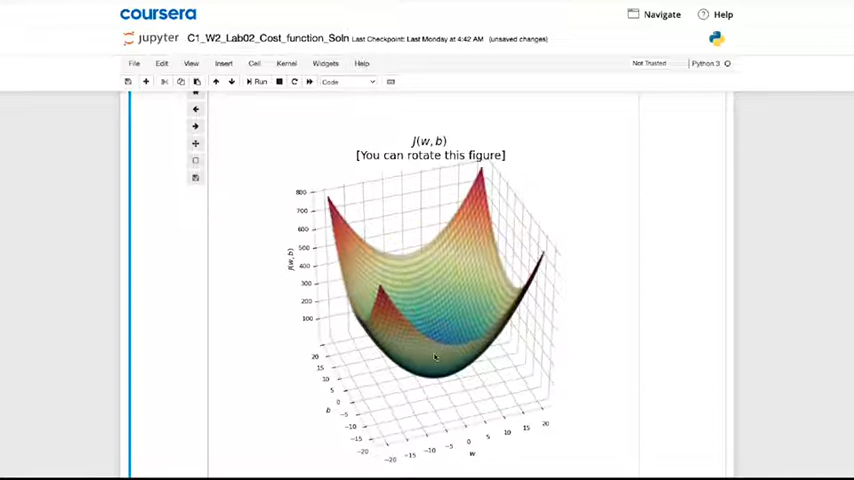 coursera
Navigate
Help
jupyter C1_W2_Lab02_Cost_function_Soln Last Checkpoint: Last Monday at 4:42 AM (unsaved changes)
File Edit View Insert Cell Kernel Widgets Help
Not Trusted
Python 3
Run
Code
J(w, b)
[You can rotate this figure]
800
700
600
500
400
300
200
100
J(w, b)
20
15
10
5
0
−5
−10
−15
−20
b
−20
−15
−10
−5
0
5
10
15
20
w